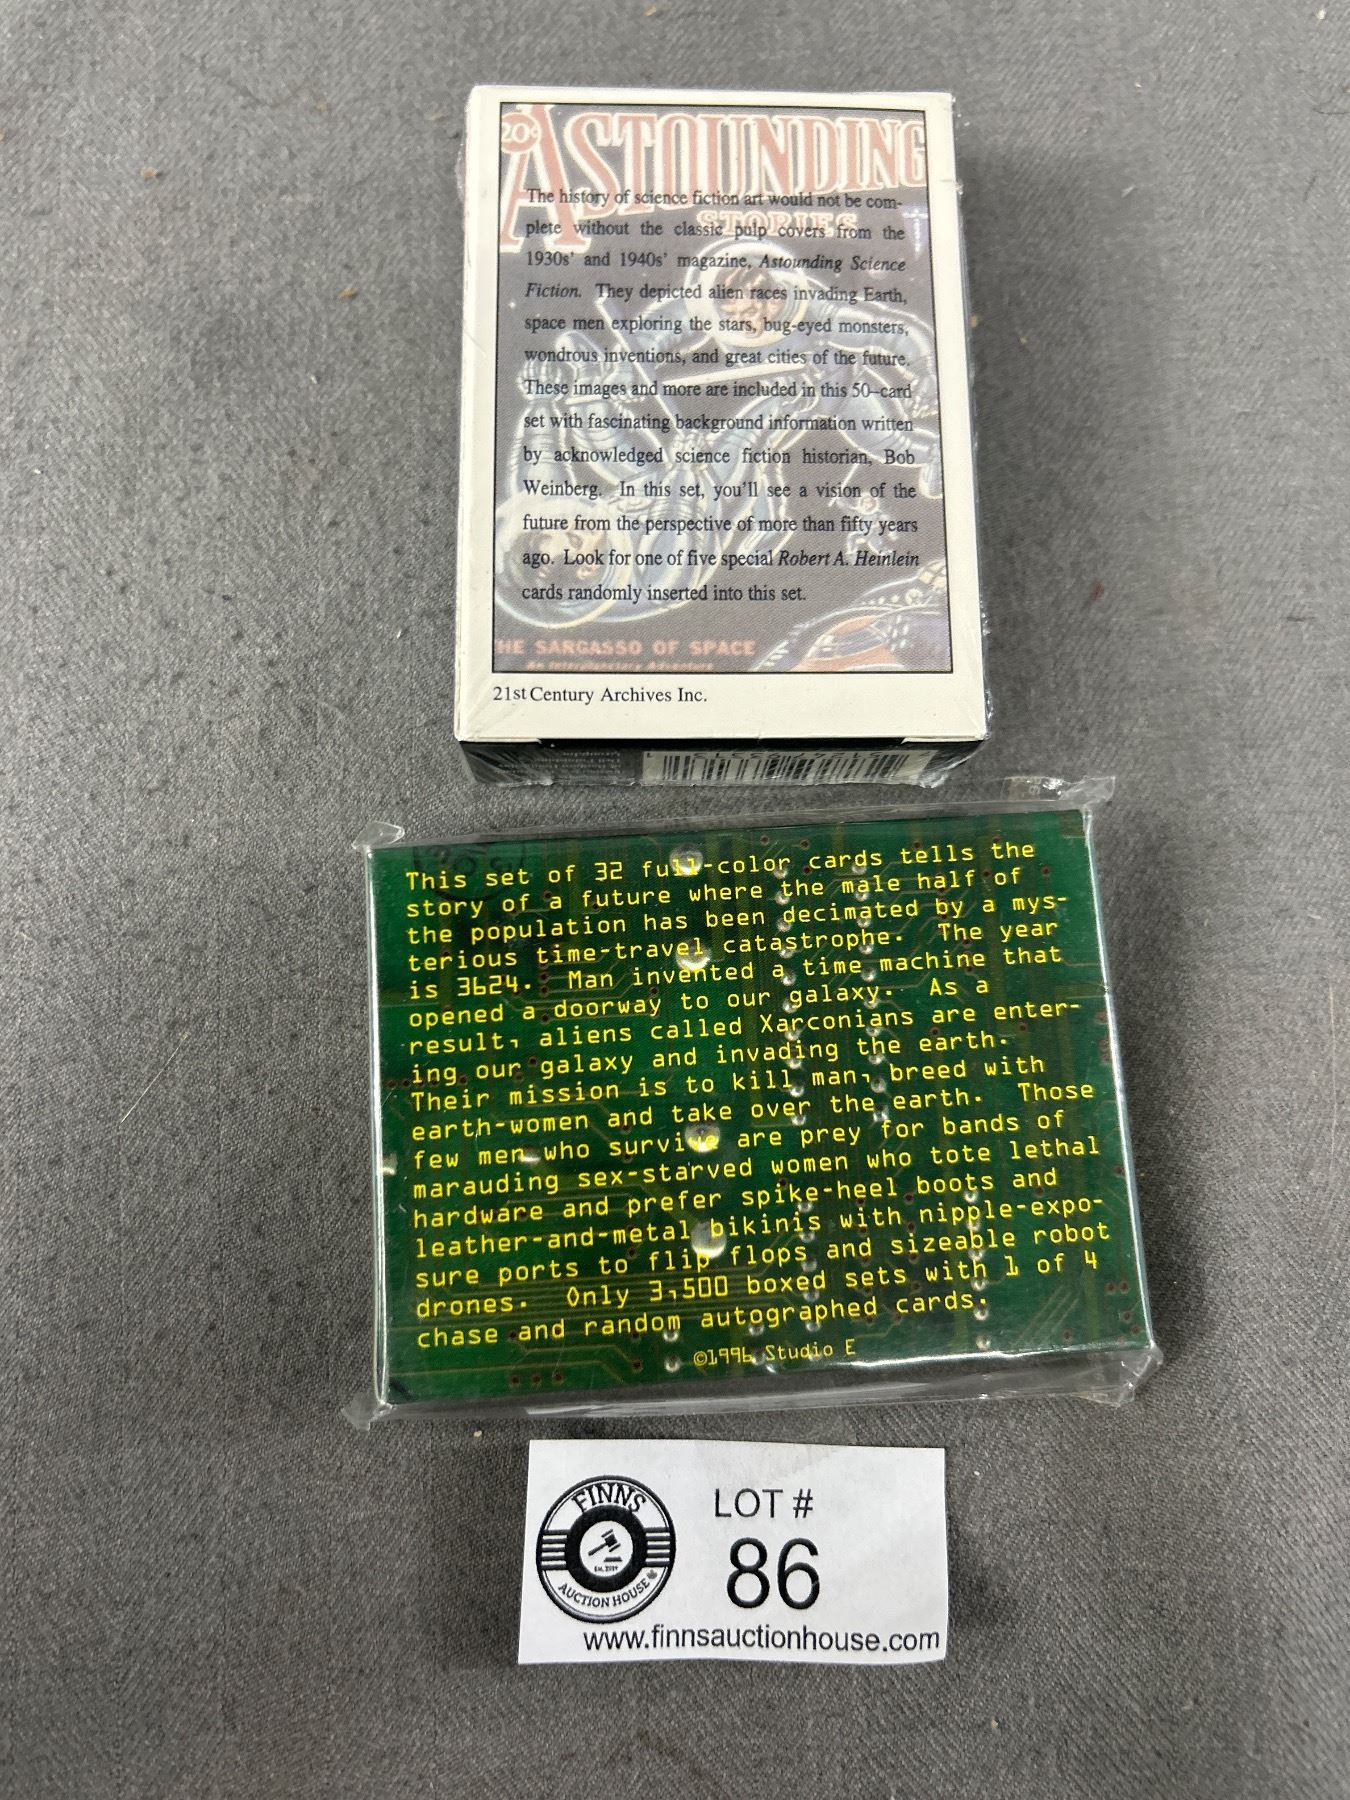 20¢
ASTOUNDING
STORIES
The history of science fiction art would not be com-
plete without the classic pulp covers from the
1930s' and 1940s' magazine, Astounding Science
Fiction. They depicted alien races invading Earth,
space men exploring the stars, bug-eyed monsters,
wondrous inventions, and great cities of the future.
These images and more are included in this 50-card
set with fascinating background information written
by acknowledged science fiction historian, Bob
Weinberg. In this set, you'll see a vision of the
future from the perspective of more than fifty years
ago. Look for one of five special Robert A. Heinlein
cards randomly inserted into this set.
HE SARGASSO OF SPACE
An Interplanetary Adventure
21st Century Archives Inc.
This set of 32 full-color cards tells the
story of a future where the male half of
the population has been decimated by a mys-
terious time-travel catastrophe. The year
is 3624. Man invented a time machine that
opened a doorway to our galaxy. As a
result, aliens called Xarconians are enter-
ing our galaxy and invading the earth.
Their mission is to kill man, breed with
earth-women and take over the earth. Those
few men who survive are prey for bands of
marauding sex-starved women who tote lethal
hardware and prefer spike-heel boots and
leather-and-metal bikinis with nipple-expo-
sure ports to flip flops and sizeable robot
drones. Only 3,500 boxed sets with 1 of 4
chase and random autographed cards.
©1996 Studio E
FINNS
EST. 2019
AUCTION HOUSE
LOT #
86
www.finnsauctionhouse.com